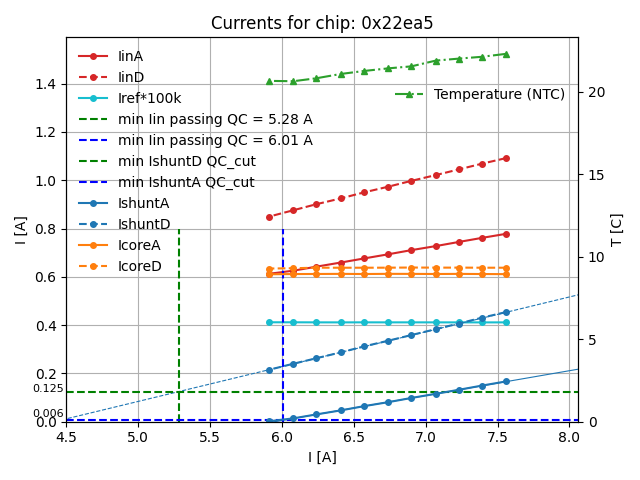 Currents for chip: 0x22ea5
IinA
IinD
Iref*100k
min Iin passing QC = 5.28 A
min Iin passing QC = 6.01 A
min IshuntD QC_cut
min IshuntA QC_cut
IshuntA
IshuntD
IcoreA
IcoreD
Temperature (NTC)
I [A]
1.4
1.2
1.0
0.8
0.6
0.4
0.2
0.125
0.006
0.0
T [C]
20
15
10
5
0
4.5 5.0 5.5 6.0 6.5 7.0 7.5 8.0
I [A]